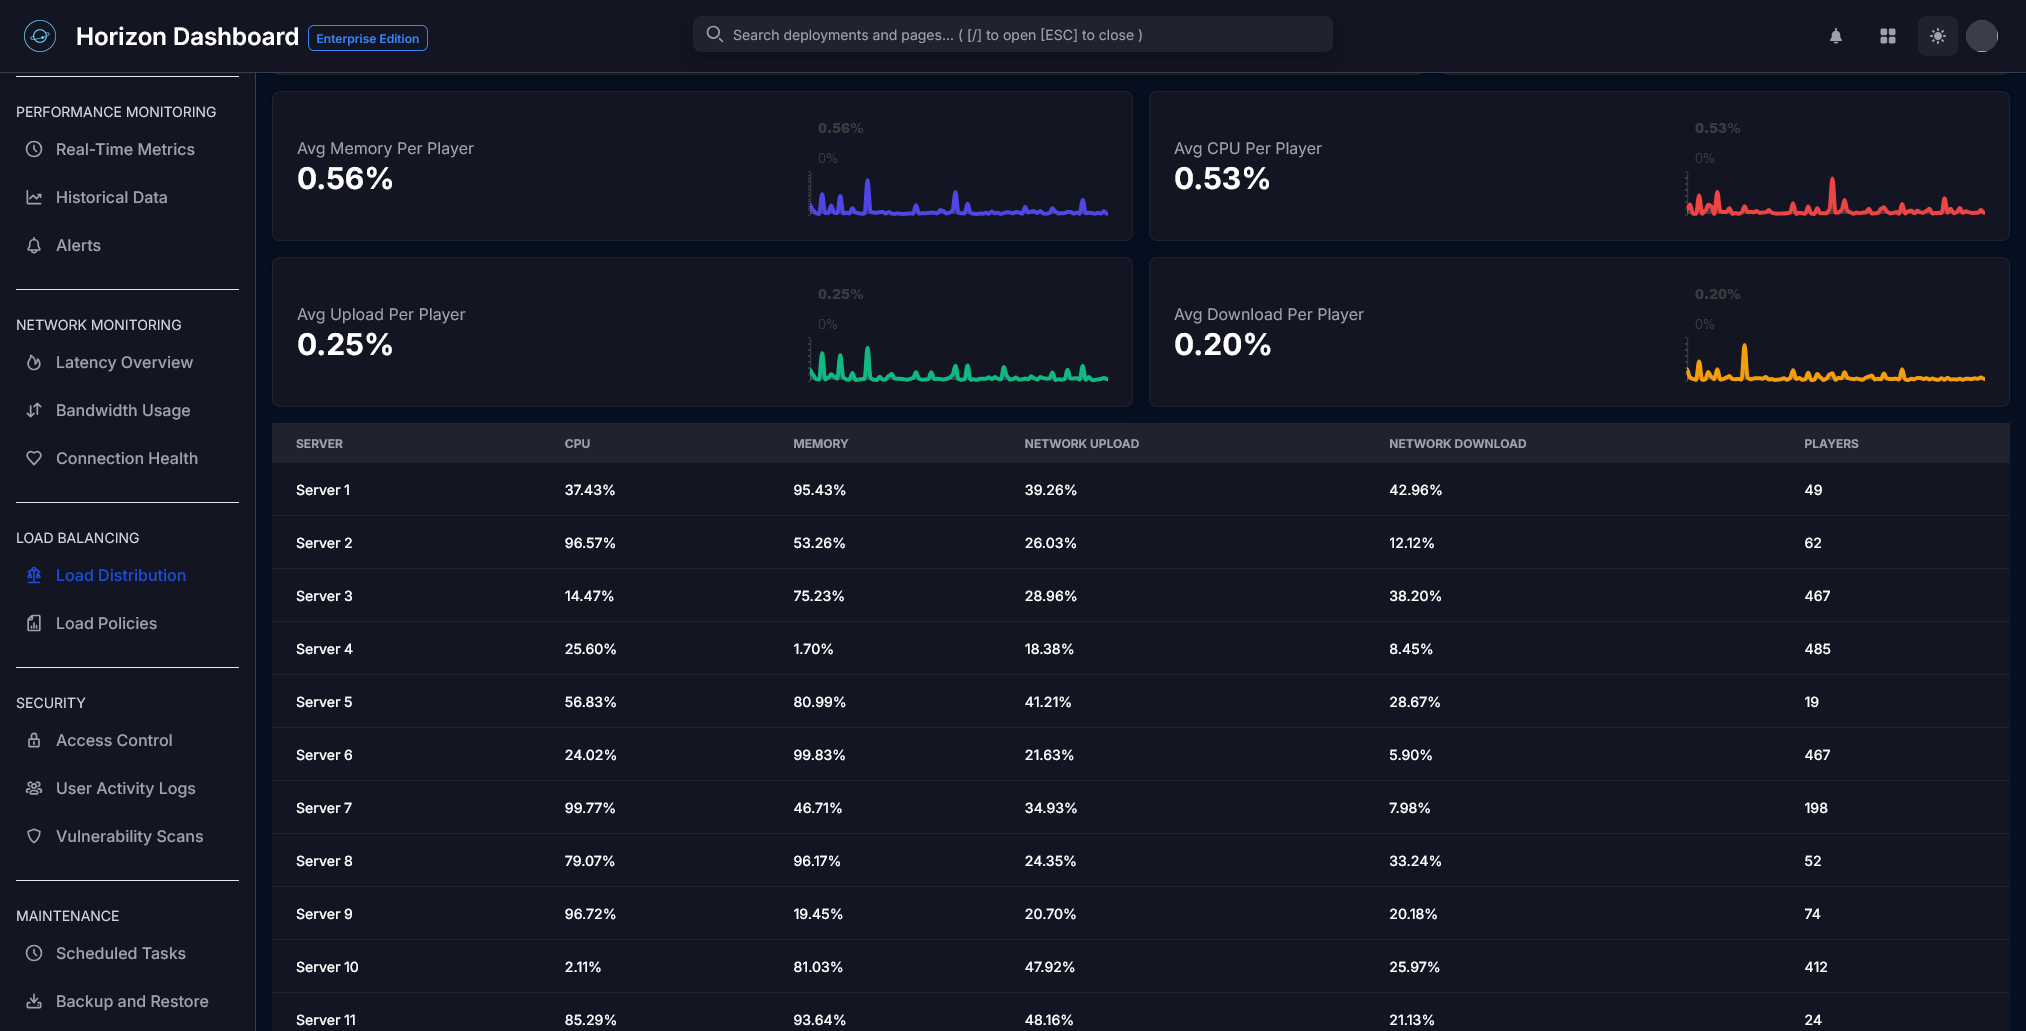 Horizon Dashboard Enterprise Edition
Search deployments and pages... ( [/] to open [ESC] to close )
PERFORMANCE MONITORING
Real-Time Metrics
Historical Data
Alerts
NETWORK MONITORING
Latency Overview
Bandwidth Usage
Connection Health
LOAD BALANCING
Load Distribution
Load Policies
SECURITY
Access Control
User Activity Logs
Vulnerability Scans
MAINTENANCE
Scheduled Tasks
Backup and Restore
Avg Memory Per Player
0.56%
0.56%
0%
Avg CPU Per Player
0.53%
0.53%
0%
Avg Upload Per Player
0.25%
0.25%
0%
Avg Download Per Player
0.20%
0.20%
0%
SERVER CPU MEMORY NETWORK UPLOAD NETWORK DOWNLOAD PLAYERS
Server 1 37.43% 95.43% 39.26% 42.96% 49
Server 2 96.57% 53.26% 26.03% 12.12% 62
Server 3 14.47% 75.23% 28.96% 38.20% 467
Server 4 25.60% 1.70% 18.38% 8.45% 485
Server 5 56.83% 80.99% 41.21% 28.67% 19
Server 6 24.02% 99.83% 21.63% 5.90% 467
Server 7 99.77% 46.71% 34.93% 7.98% 198
Server 8 79.07% 96.17% 24.35% 33.24% 52
Server 9 96.72% 19.45% 20.70% 20.18% 74
Server 10 2.11% 81.03% 47.92% 25.97% 412
Server 11 85.29% 93.64% 48.16% 21.13% 24